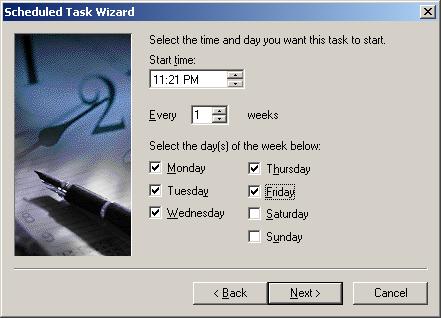 Scheduled Task Wizard
Select the time and day you want this task to start.
Start time:
11:21 PM
Every 1 weeks
Select the day(s) of the week below:
Monday Thursday
Tuesday Friday
Wednesday Saturday
Sunday
< Back Next > Cancel